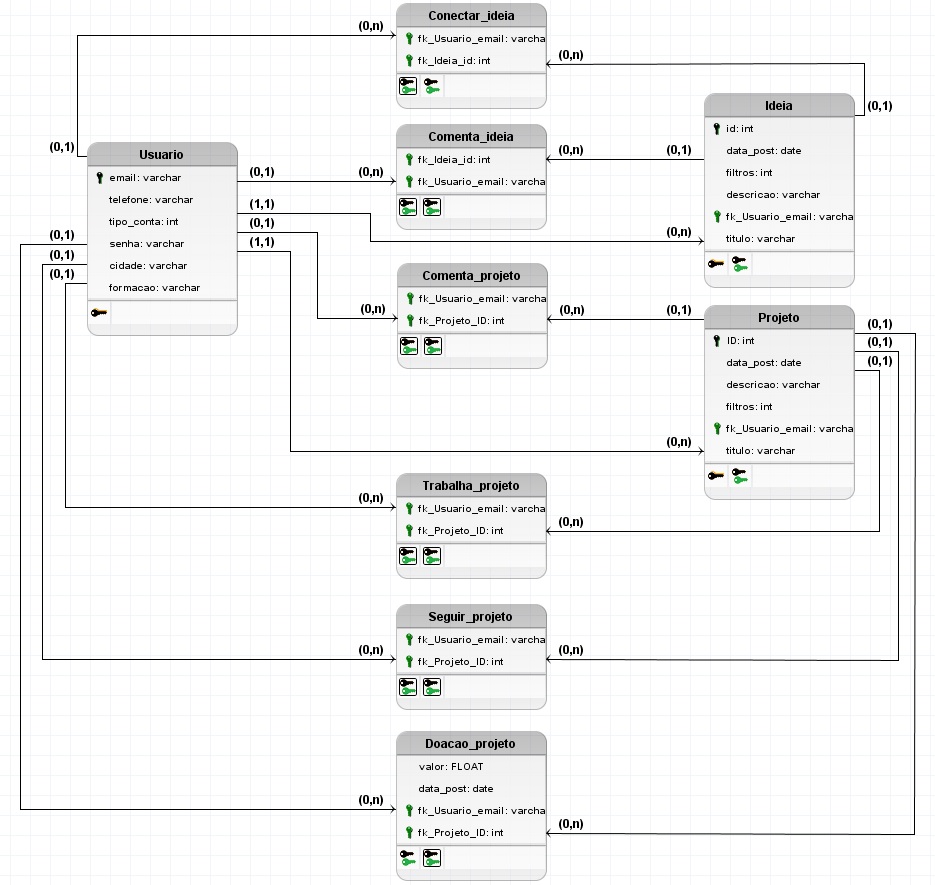 Conectar_ideia
fk_Usuario_email: varcha
fk_Ideia_id: int
(0,n)
(0,n)
(0,1)
(0,1)
Ideia
id: int
data_post: date
filtros: int
descricao: varchar
fk_Usuario_email: varcha
titulo: varchar
Comenta_ideia
fk_Ideia_id: int
fk_Usuario_email: varcha
(0,n)
(0,1)
Usuario
email: varchar
telefone: varchar
tipo_conta: int
senha: varchar
cidade: varchar
formacao: varchar
(0,1)
(0,n)
(1,1)
(0,1)
(1,1)
(0,n)
(0,1)
(0,1)
(0,1)
Comenta_projeto
fk_Usuario_email: varcha
fk_Projeto_ID: int
(0,n)
(0,n)
(0,1)
Projeto
ID: int
data_post: date
descricao: varchar
filtros: int
fk_Usuario_email: varcha
titulo: varchar
(0,1)
(0,1)
(0,1)
(0,n)
Trabalha_projeto
fk_Usuario_email: varcha
fk_Projeto_ID: int
(0,n)
(0,n)
Seguir_projeto
fk_Usuario_email: varcha
fk_Projeto_ID: int
(0,n)
(0,n)
Doacao_projeto
valor: FLOAT
data_post: date
fk_Usuario_email: varcha
fk_Projeto_ID: int
(0,n)
(0,n)